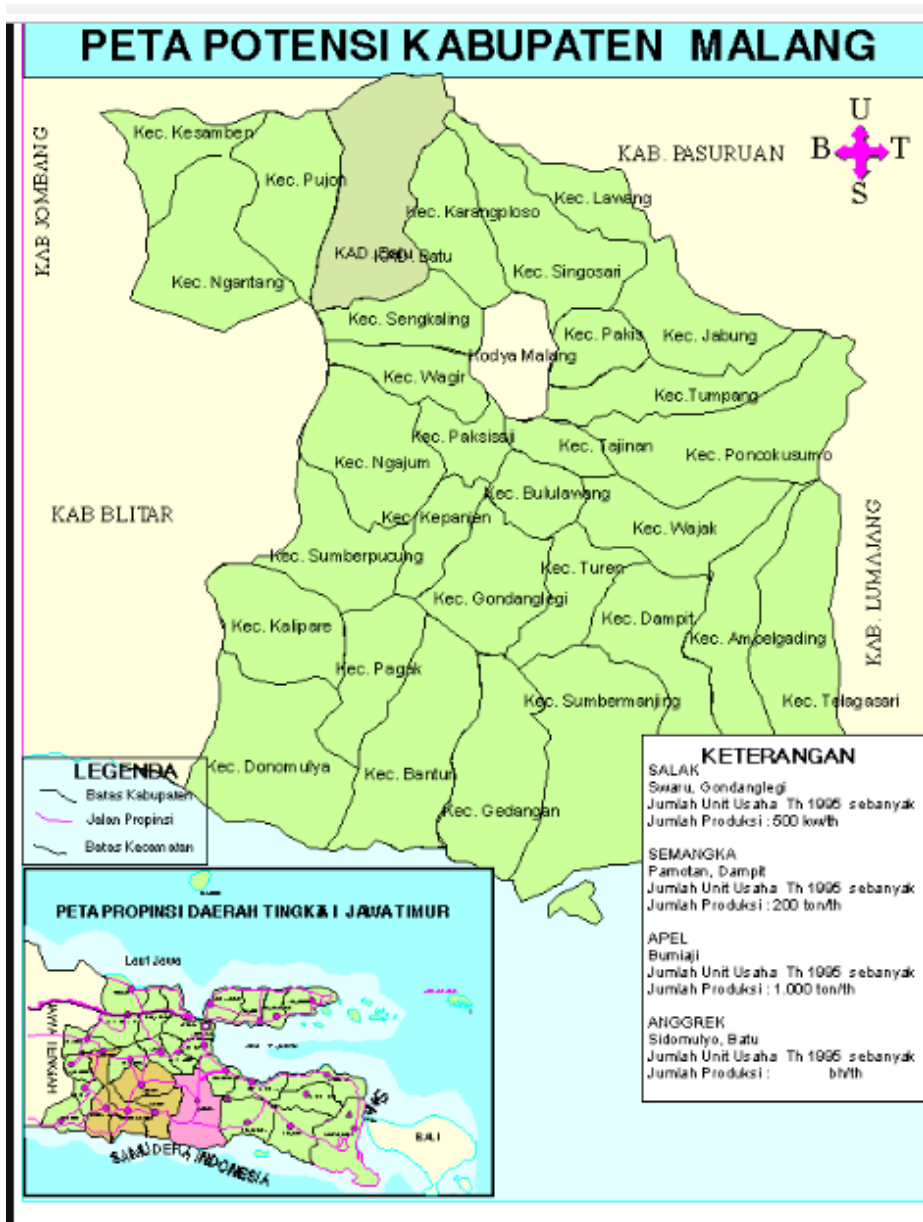 PETA POTENSI KABUPATEN MALANG
U
B T
S
KAB JOMBANG
KAB. PASURUAN
Kec. Kesamben
Kec. Pujon
Kec. Lawang
Kec. Karangploso
KAD. Batu
KAD. Batu
Kec. Singosari
Kec. Ngantang
Kec. Sengkaling
Kec. Pakis
Kec. Jabung
Kodya Malang
Kec. Wagir
Kec. Tumpang
Kec. Paksisaji
Kec. Tajinan
Kec. Poncokusumo
Kec. Ngajum
Kec. Bululawang
KAB BLITAR
Kec. Kepanjen
Kec. Wajak
Kec. Sumberpucung
Kec. Turen
KAB. LUMAJANG
Kec. Gondanglegi
Kec. Kalipare
Kec. Dampit
Kec. Ampelgading
Kec. Pagak
Kec. Sumbermanjing
Kec. Telagasari
Kec. Donomulya
Kec. Bantur
Kec. Gedangan
LEGENDA
Batas Kabupaten
Jalan Propinsi
Batas Kecamatan
KETERANGAN
SALAK
Swaru, Gondanglegi
Jumlah Unit Usaha Th 1995 sebanyak
Jumlah Produksi : 500 kw/th
SEMANGKA
Pamotan, Dampit
Jumlah Unit Usaha Th 1995 sebanyak
Jumlah Produksi : 200 ton/th
APEL
Bumiaji
Jumlah Unit Usaha Th 1995 sebanyak
Jumlah Produksi : 1.000 ton/th
ANGGREK
Sidomulyo, Batu
Jumlah Unit Usaha Th 1995 sebanyak
Jumlah Produksi : bh/th
PETA PROPINSI DAERAH TINGKAT I JAWA TIMUR
Laut Jawa
JAWA TENGAH
BALI
SAMUDERA INDONESIA